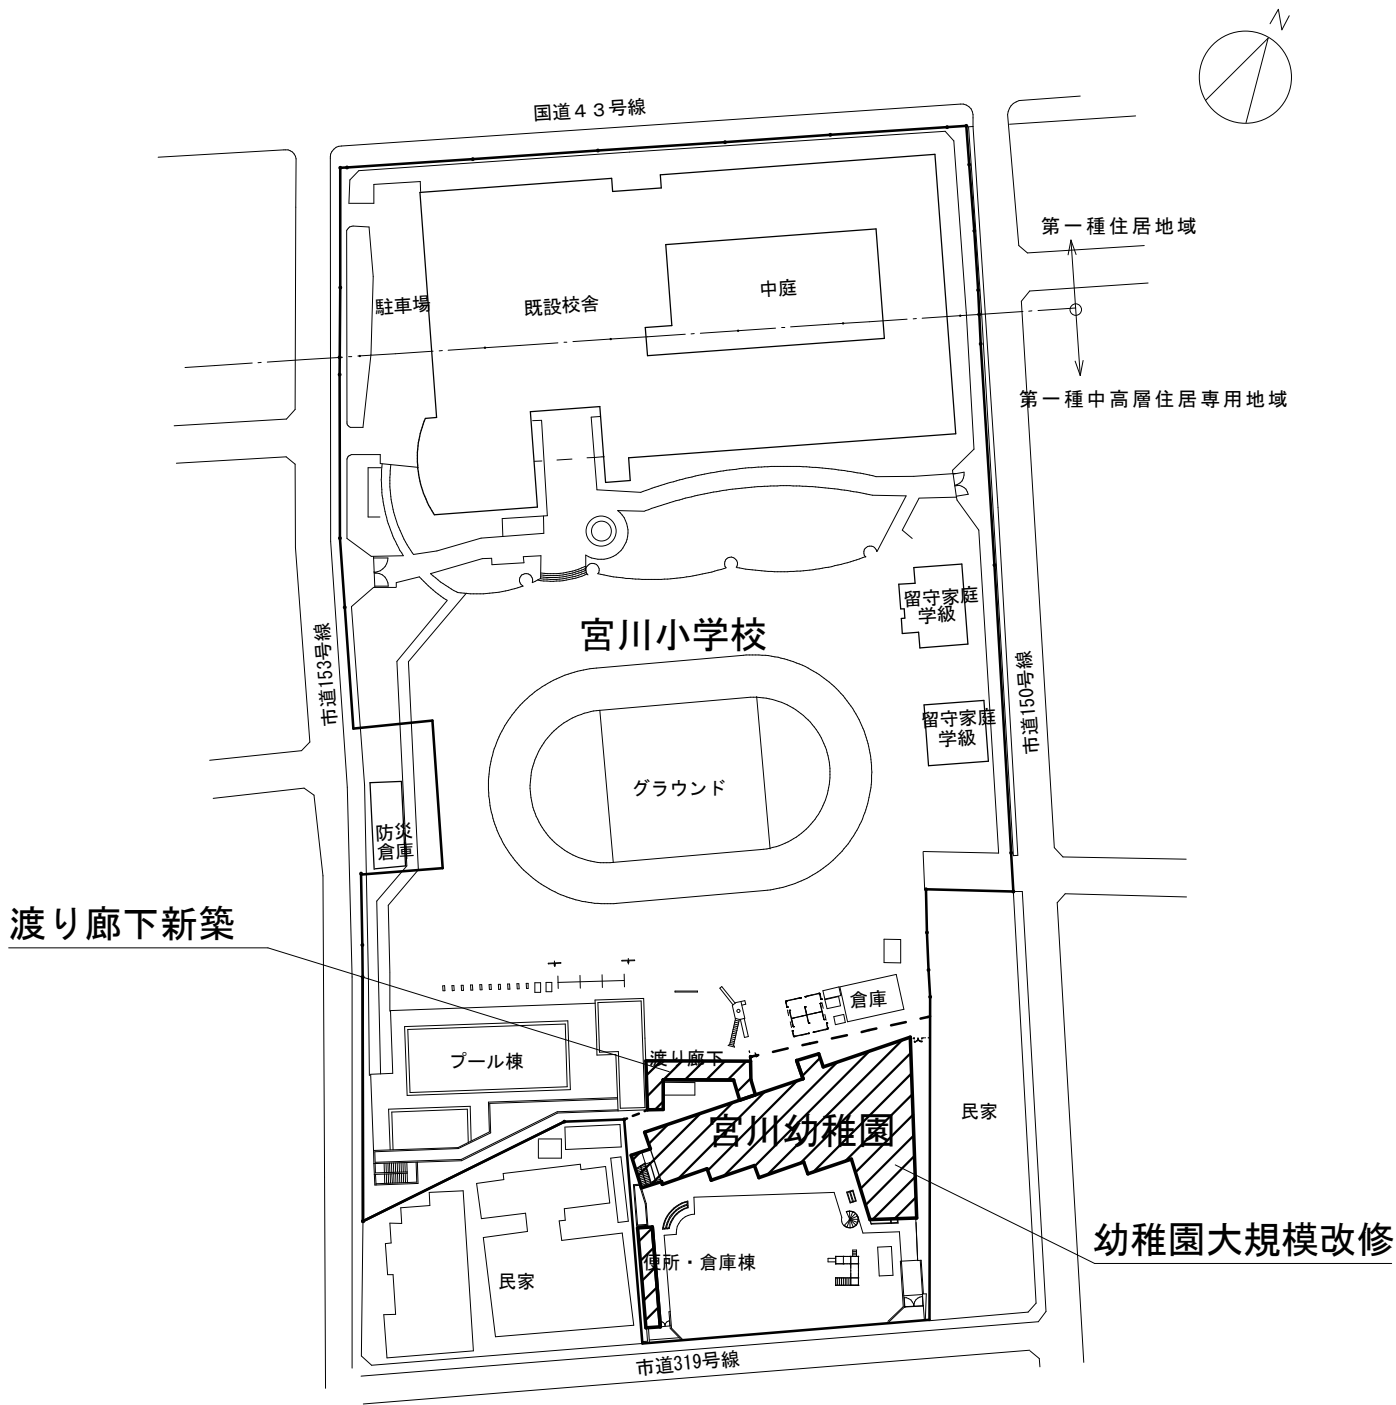 N
国道４３号線
第一種住居地域
中庭
駐車場
既設校舎
第一種中高層住居専用地域
留守家庭
学級
宮川小学校
市道153号線
市道150号線
留守家庭
学級
グラウンド
防災
倉庫
渡り廊下新築
倉庫
渡り廊下
プール棟
民家
宮川幼稚園
幼稚園大規模改修
便所・倉庫棟
民家
市道319号線